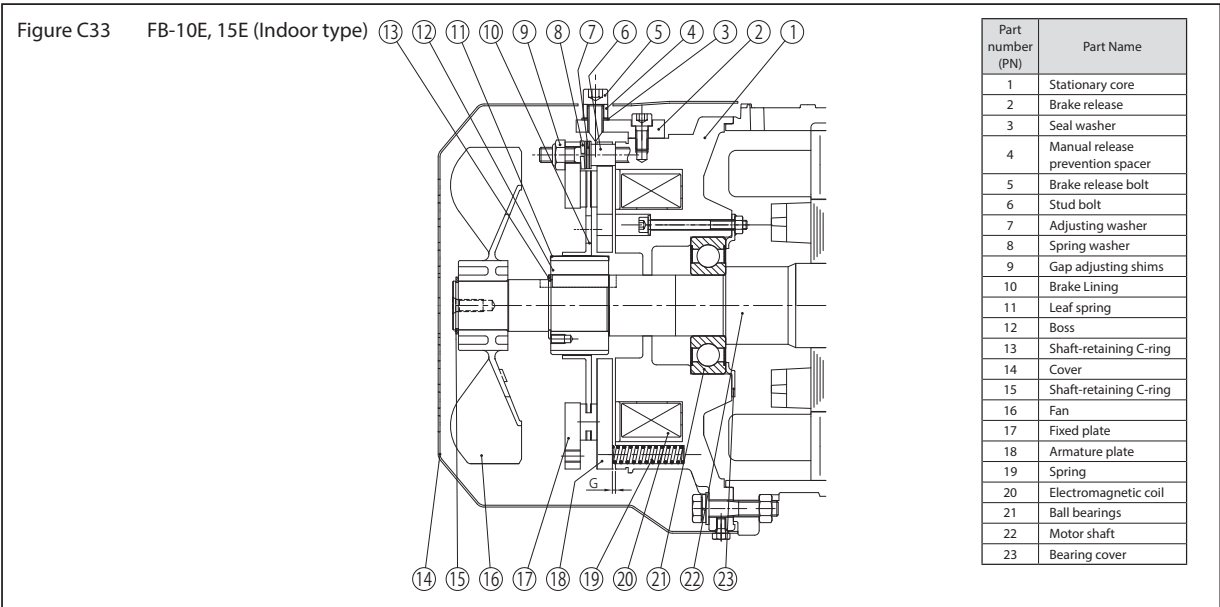 Figure C33 FB-10E, 15E (Indoor type)
⑬ ⑫ ⑪ ⑩ ⑨ ⑧ ⑦ ⑥ ⑤ ④ ③ ② ①
G
⑭ ⑮ ⑯ ⑰ ⑱ ⑲ ⑳ ㉑ ㉒ ㉓
Part number (PN) Part Name
1 Stationary core
2 Brake release
3 Seal washer
4 Manual release prevention spacer
5 Brake release bolt
6 Stud bolt
7 Adjusting washer
8 Spring washer
9 Gap adjusting shims
10 Brake Lining
11 Leaf spring
12 Boss
13 Shaft-retaining C-ring
14 Cover
15 Shaft-retaining C-ring
16 Fan
17 Fixed plate
18 Armature plate
19 Spring
20 Electromagnetic coil
21 Ball bearings
22 Motor shaft
23 Bearing cover